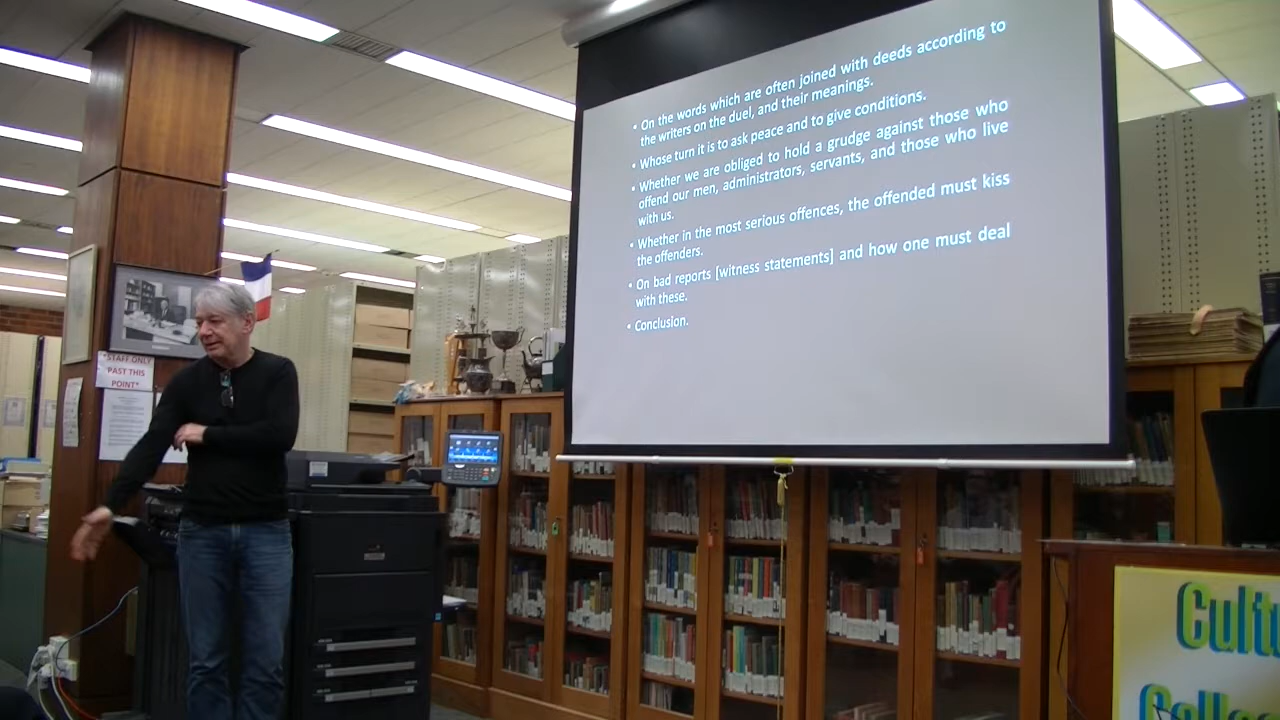 • On the words which are often joined with deeds according to
the writers on the duel, and their meanings.
• Whose turn it is to ask peace and to give conditions.
• Whether we are obliged to hold a grudge against those who
offend our men, administrators, servants, and those who live
with us.
• Whether in the most serious offences, the offended must kiss
the offenders.
• On bad reports [witness statements] and how one must deal
with these.
• Conclusion.
*STAFF ONLY
PAST THIS
POINT*